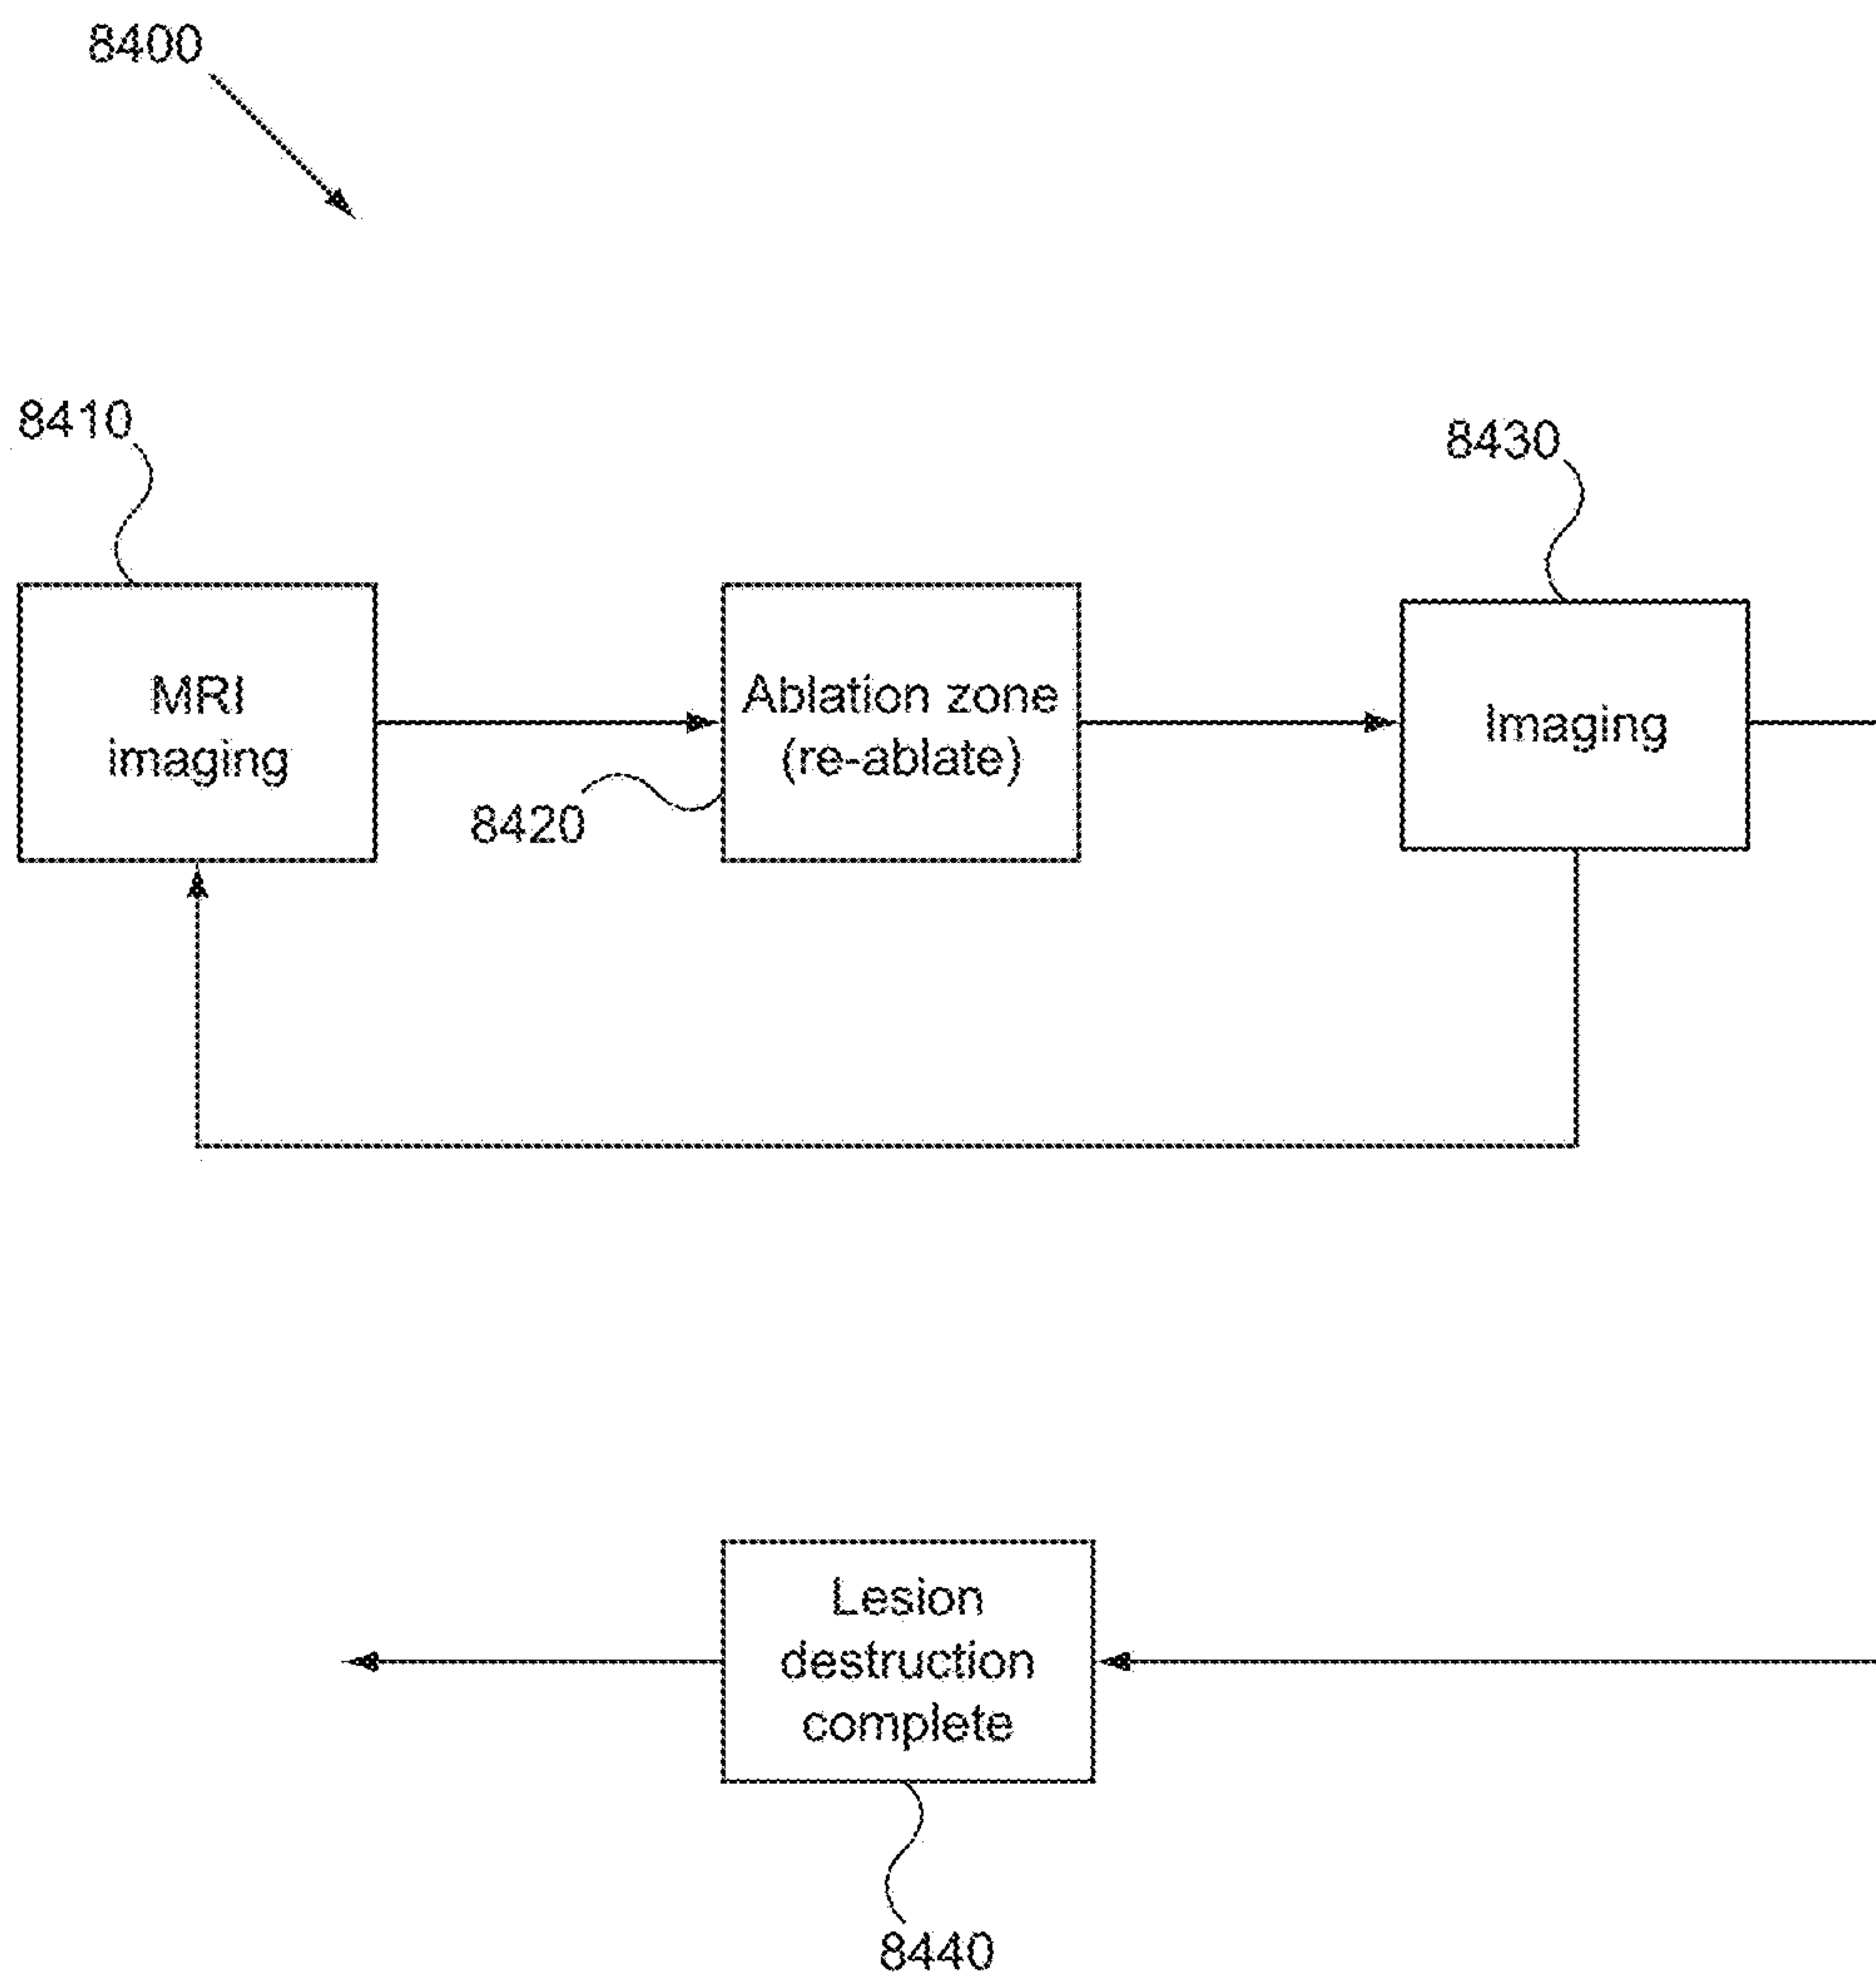 8400
8410
8430
MRI
imaging
Ablation zone
(re-ablate)
Imaging
8420
Lesion
destruction
complete
8440